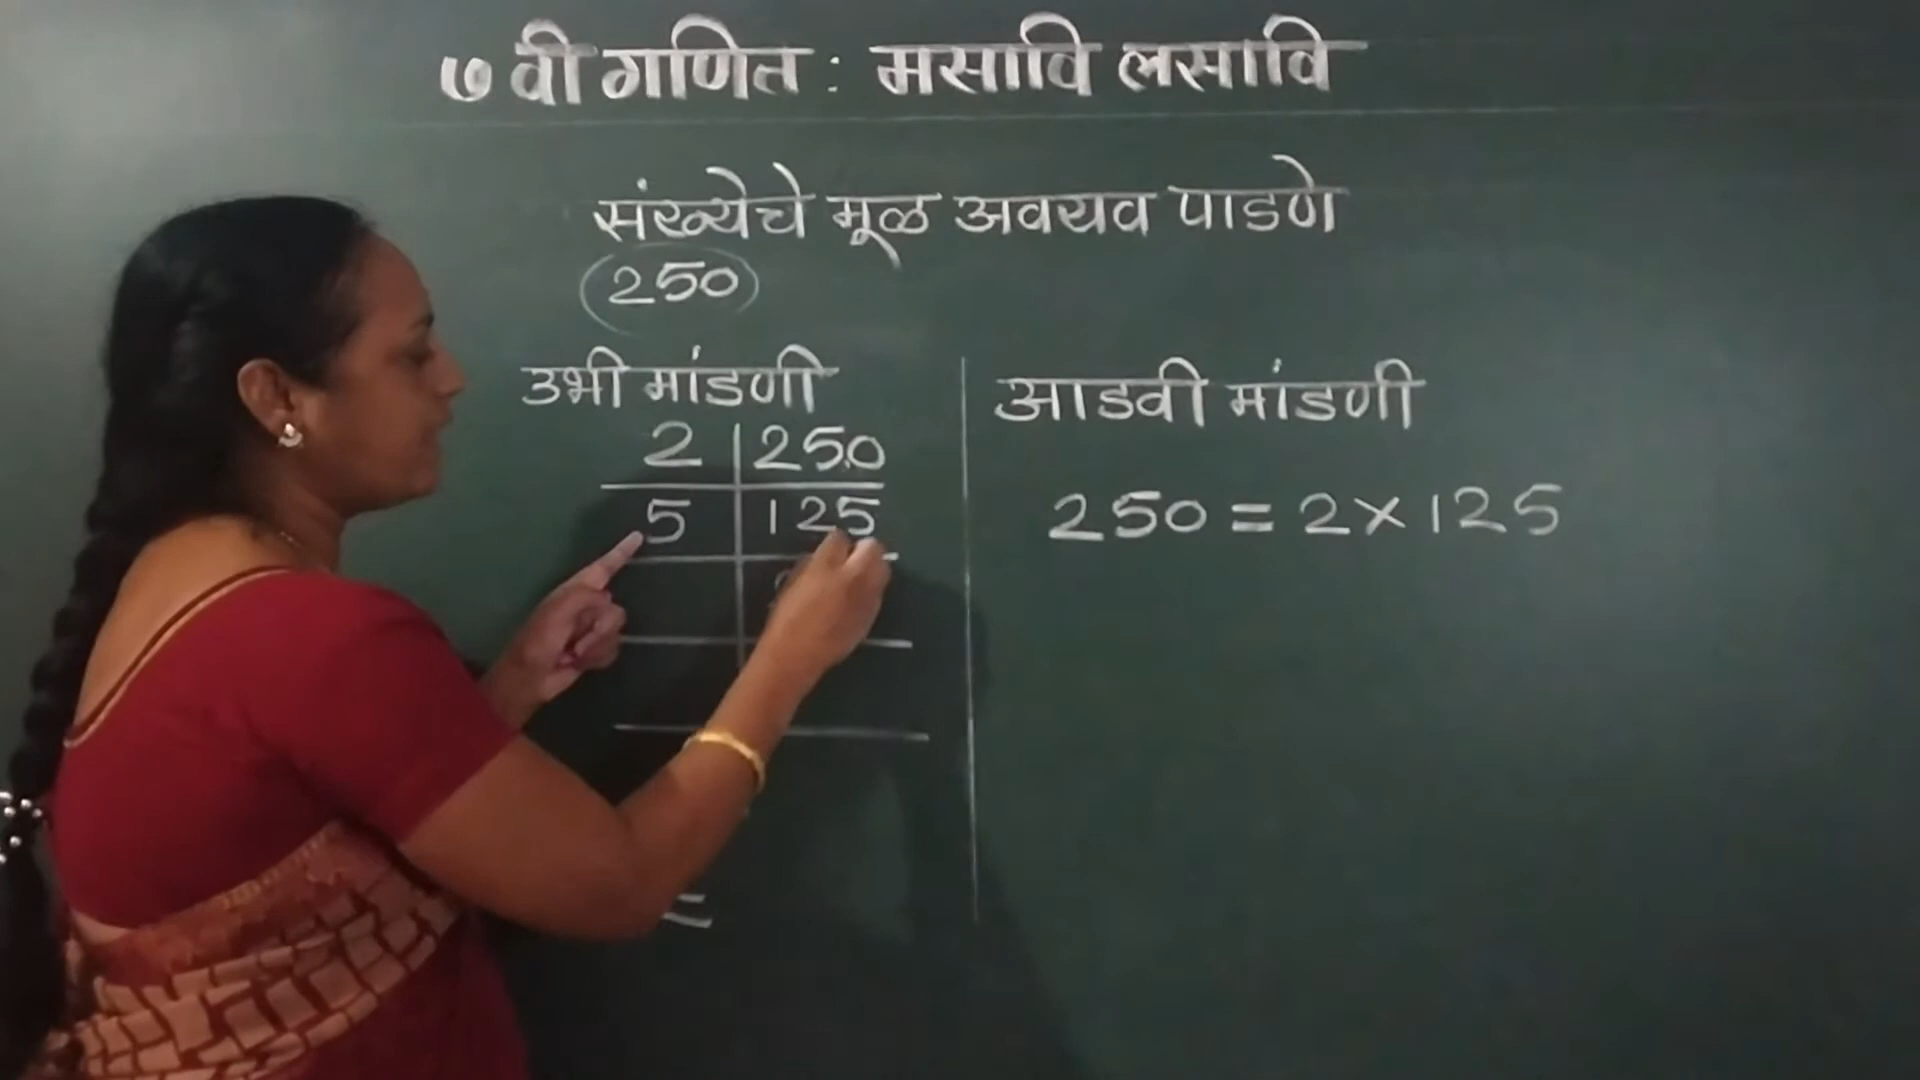 ७ वी गणित : मसावि लसावि
संख्येचे मूळ अवयव पाडणे
250
उभी मांडणी
2 | 250
5 | 125
=
आडवी मांडणी
250 = 2 × 125